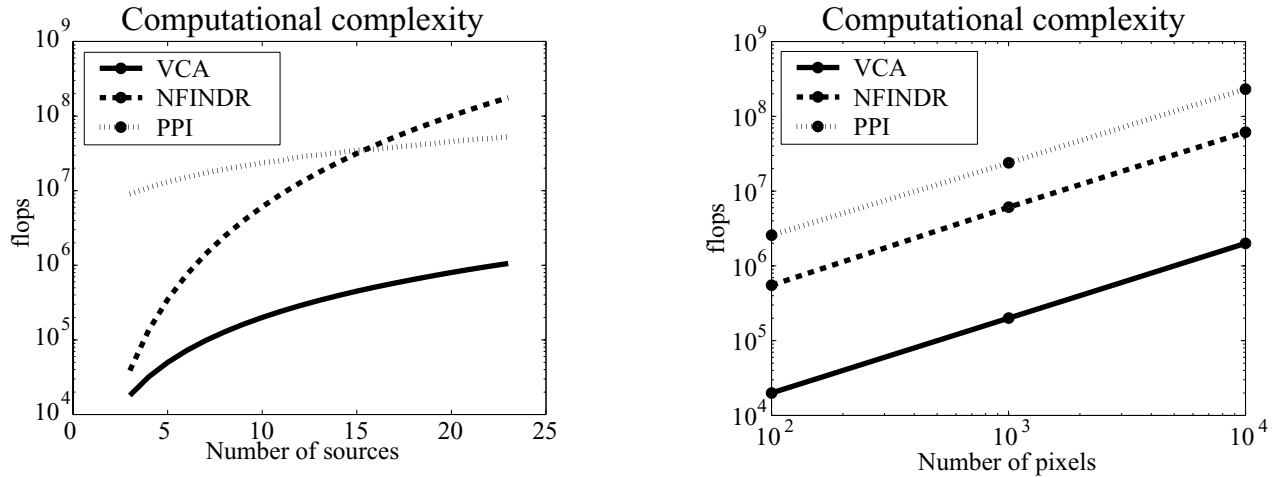 Computational complexity
10^9
10^8
10^7
10^6
10^5
10^4
flops
VCA
NFINDR
PPI
0 5 10 15 20 25
Number of sources
Computational complexity
10^9
10^8
10^7
10^6
10^5
10^4
flops
VCA
NFINDR
PPI
10^2 10^3 10^4
Number of pixels